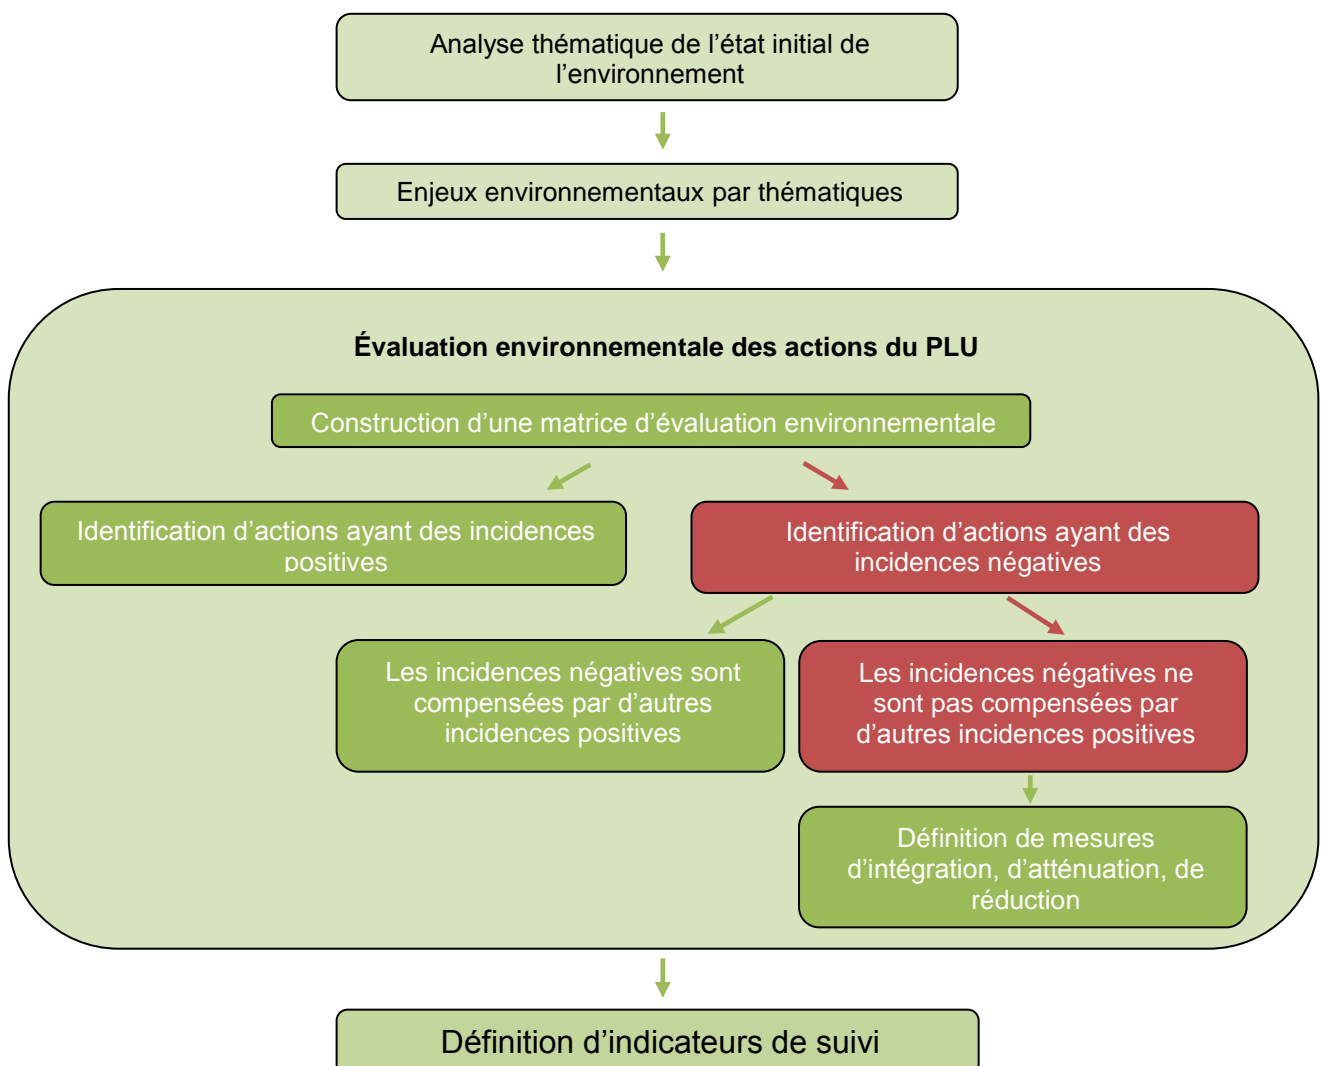 Analyse thématique de l’état initial de
l’environnement
Enjeux environnementaux par thématiques
Évaluation environnementale des actions du PLU
Construction d’une matrice d’évaluation environnementale
Identification d’actions ayant des incidences
positives
Identification d’actions ayant des
incidences négatives
Les incidences négatives sont
compensées par d’autres
incidences positives
Les incidences négatives ne
sont pas compensées par
d’autres incidences positives
Définition de mesures
d’intégration, d’atténuation, de
réduction
Définition d’indicateurs de suivi